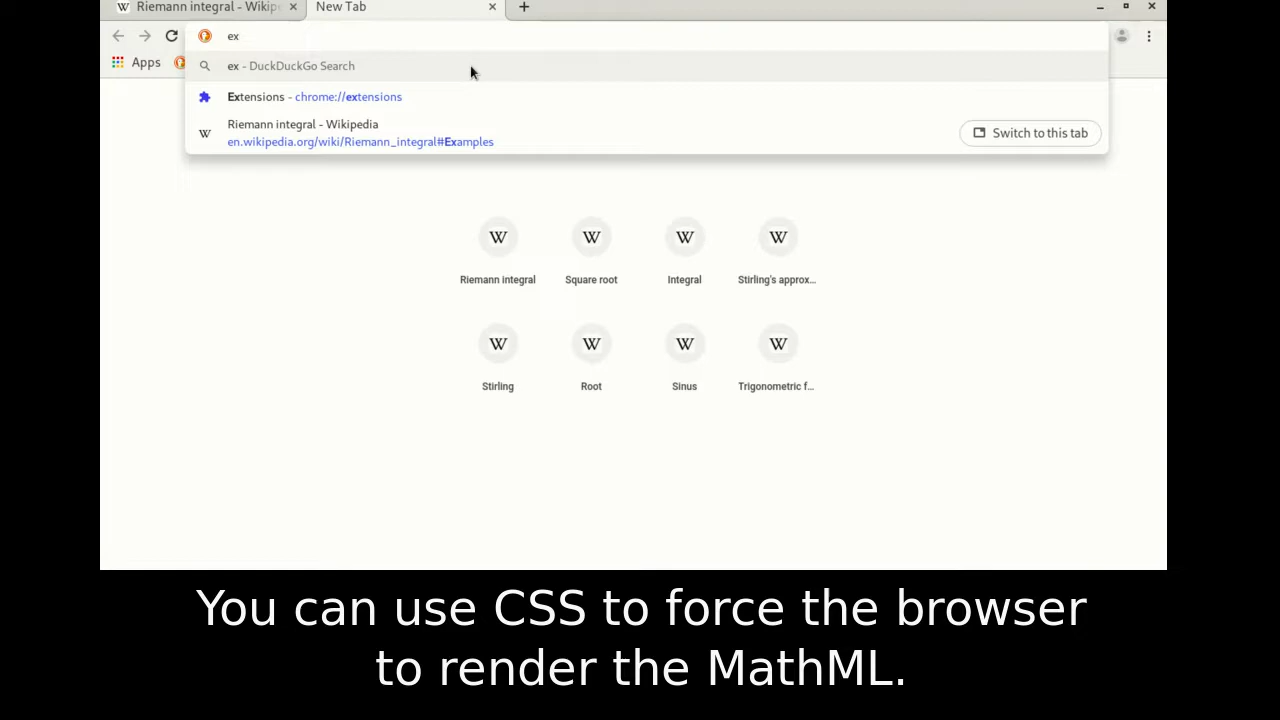 W Riemann integral - Wikip
New Tab
ex
Apps
ex - DuckDuckGo Search
Extensions - chrome://extensions
W Riemann integral - Wikipedia
en.wikipedia.org/wiki/Riemann_integral#Examples
Switch to this tab
W W W W
Riemann integral Square root Integral Stirling's approx...
W W W W
Stirling Root Sinus Trigonometric f...
You can use CSS to force the browser
to render the MathML.